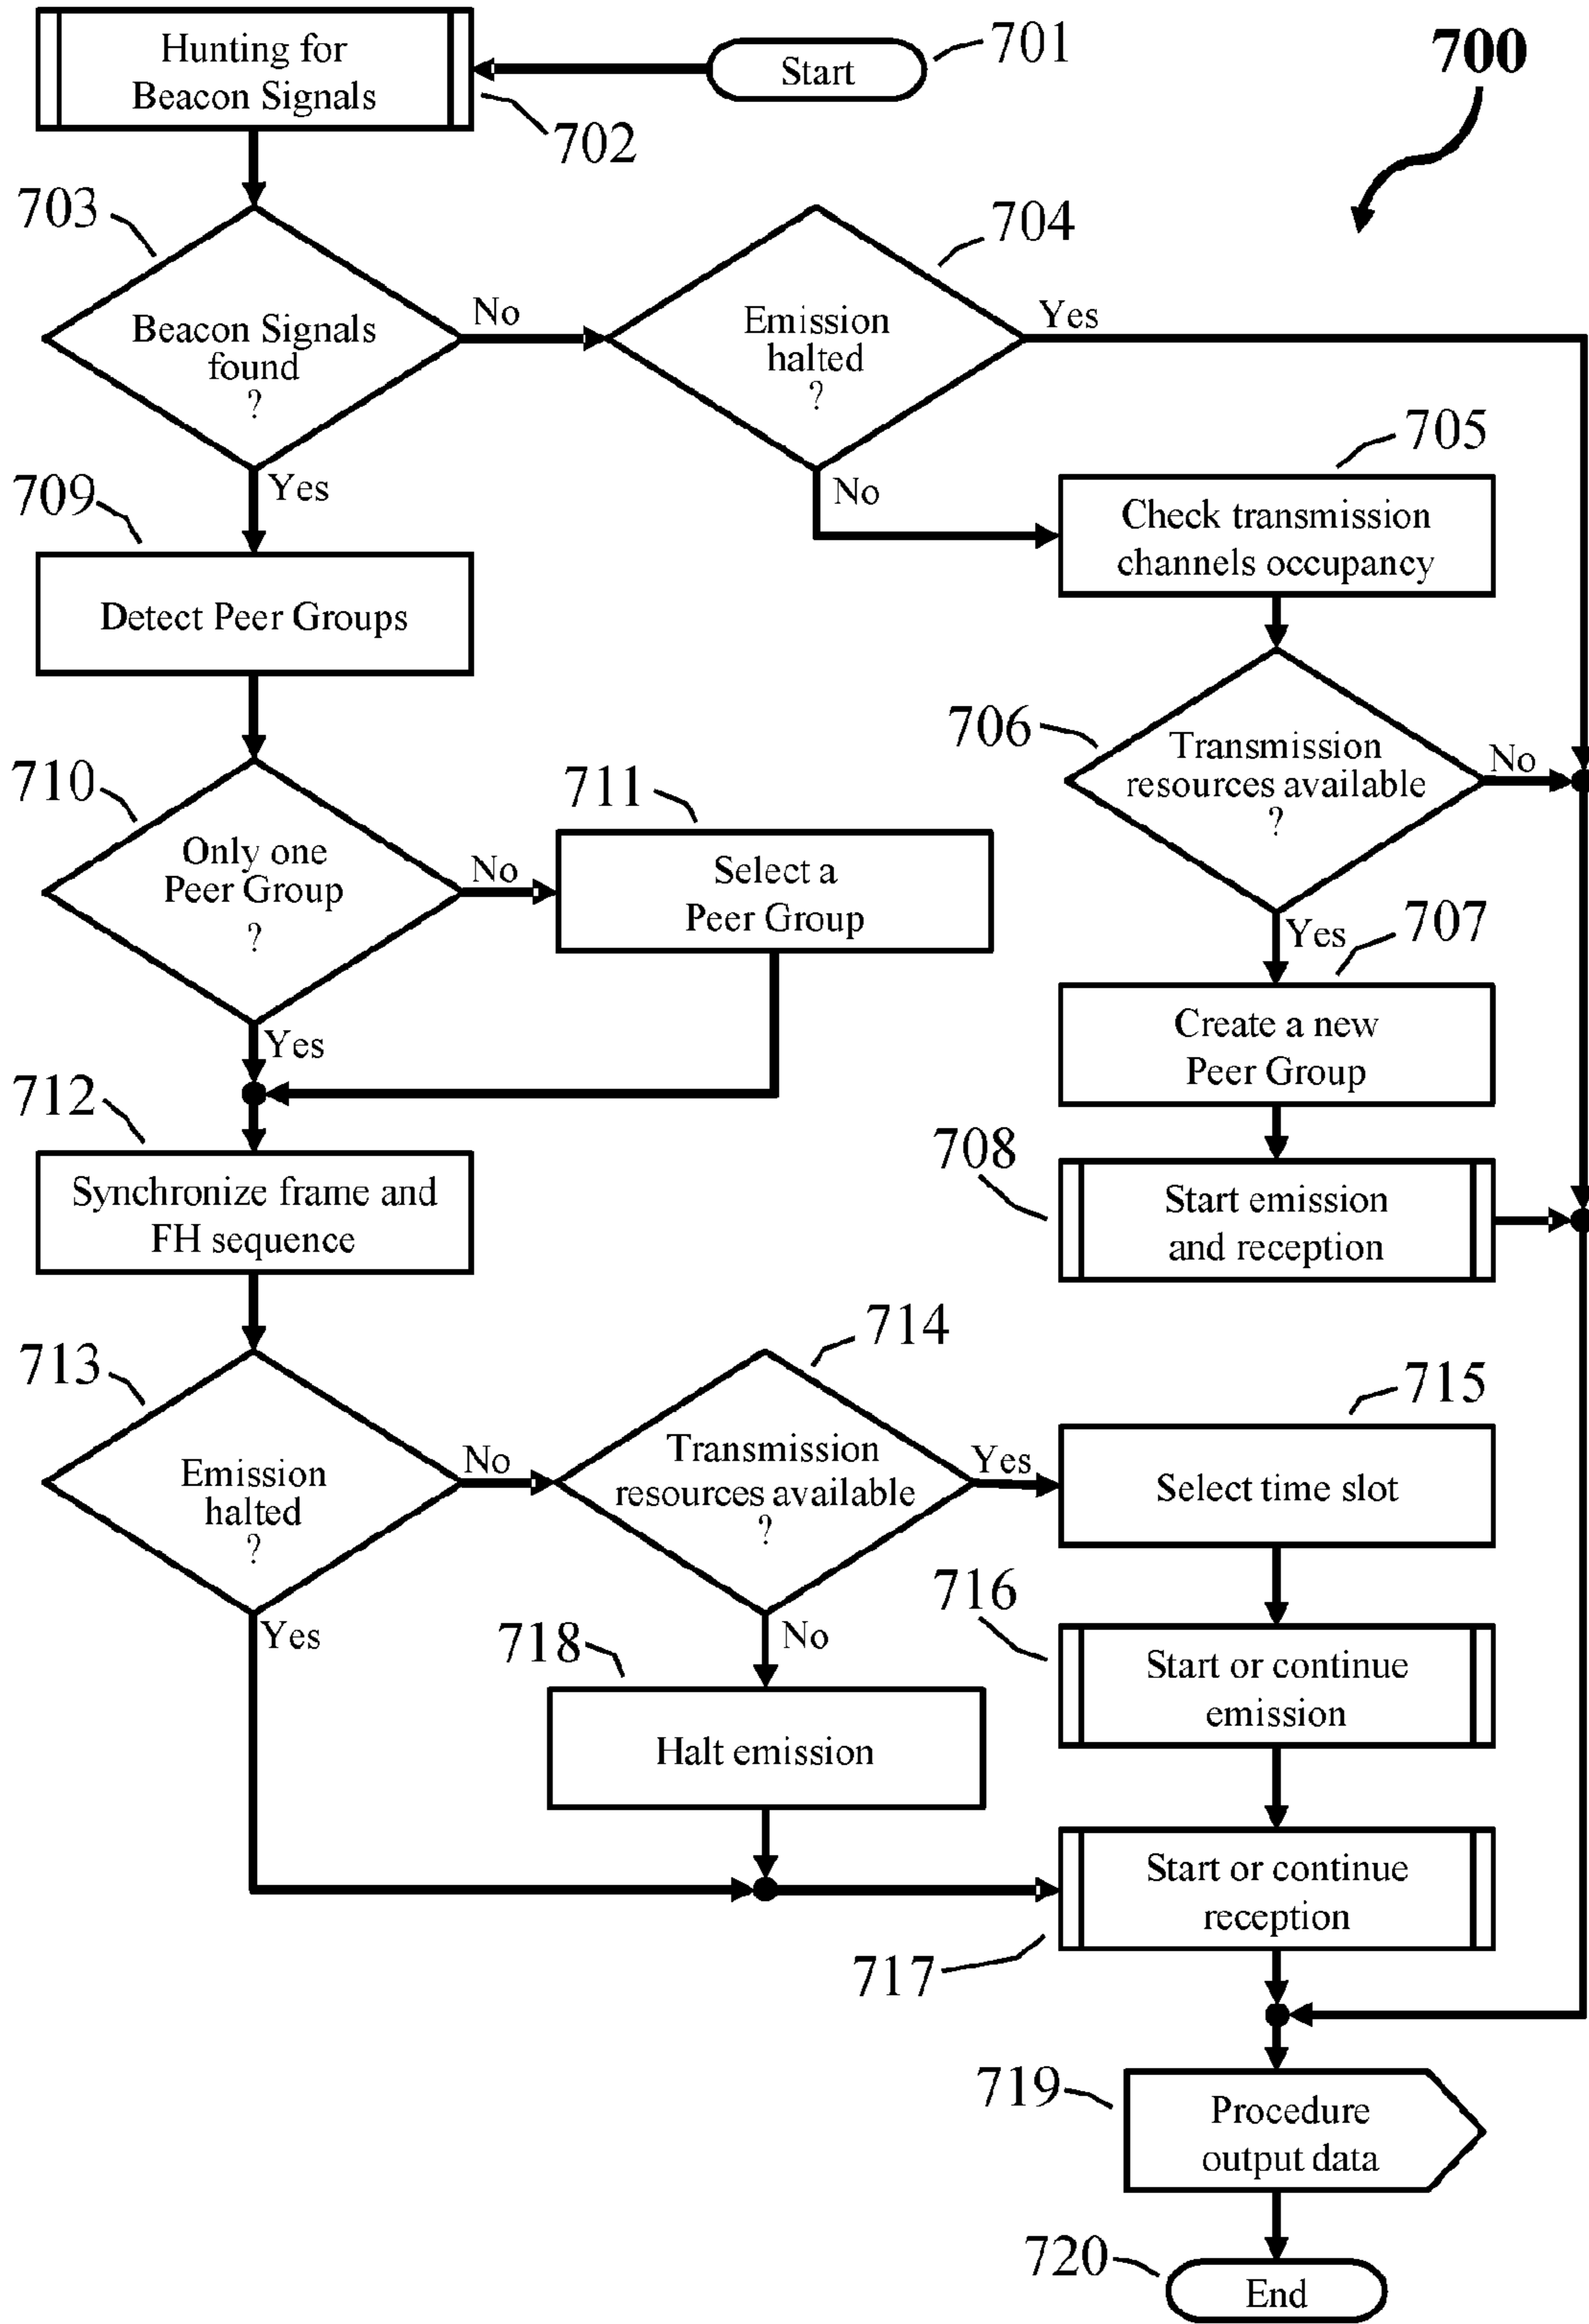 Hunting for
Beacon Signals
Start
701
700
702
703
704
Beacon Signals
found
?
No
Emission
halted
?
Yes
Yes
No
705
Check transmission
channels occupancy
709
Detect Peer Groups
706
Transmission
resources available
?
No
710
Only one
Peer Group
?
No
711
Select a
Peer Group
Yes
707
Create a new
Peer Group
Yes
712
Synchronize frame and
FH sequence
708
Start emission
and reception
713
Emission
halted
?
No
714
Transmission
resources available
?
Yes
715
Select time slot
Yes
No
716
Start or continue
emission
718
Halt emission
Start or continue
reception
717
719
Procedure
output data
720
End